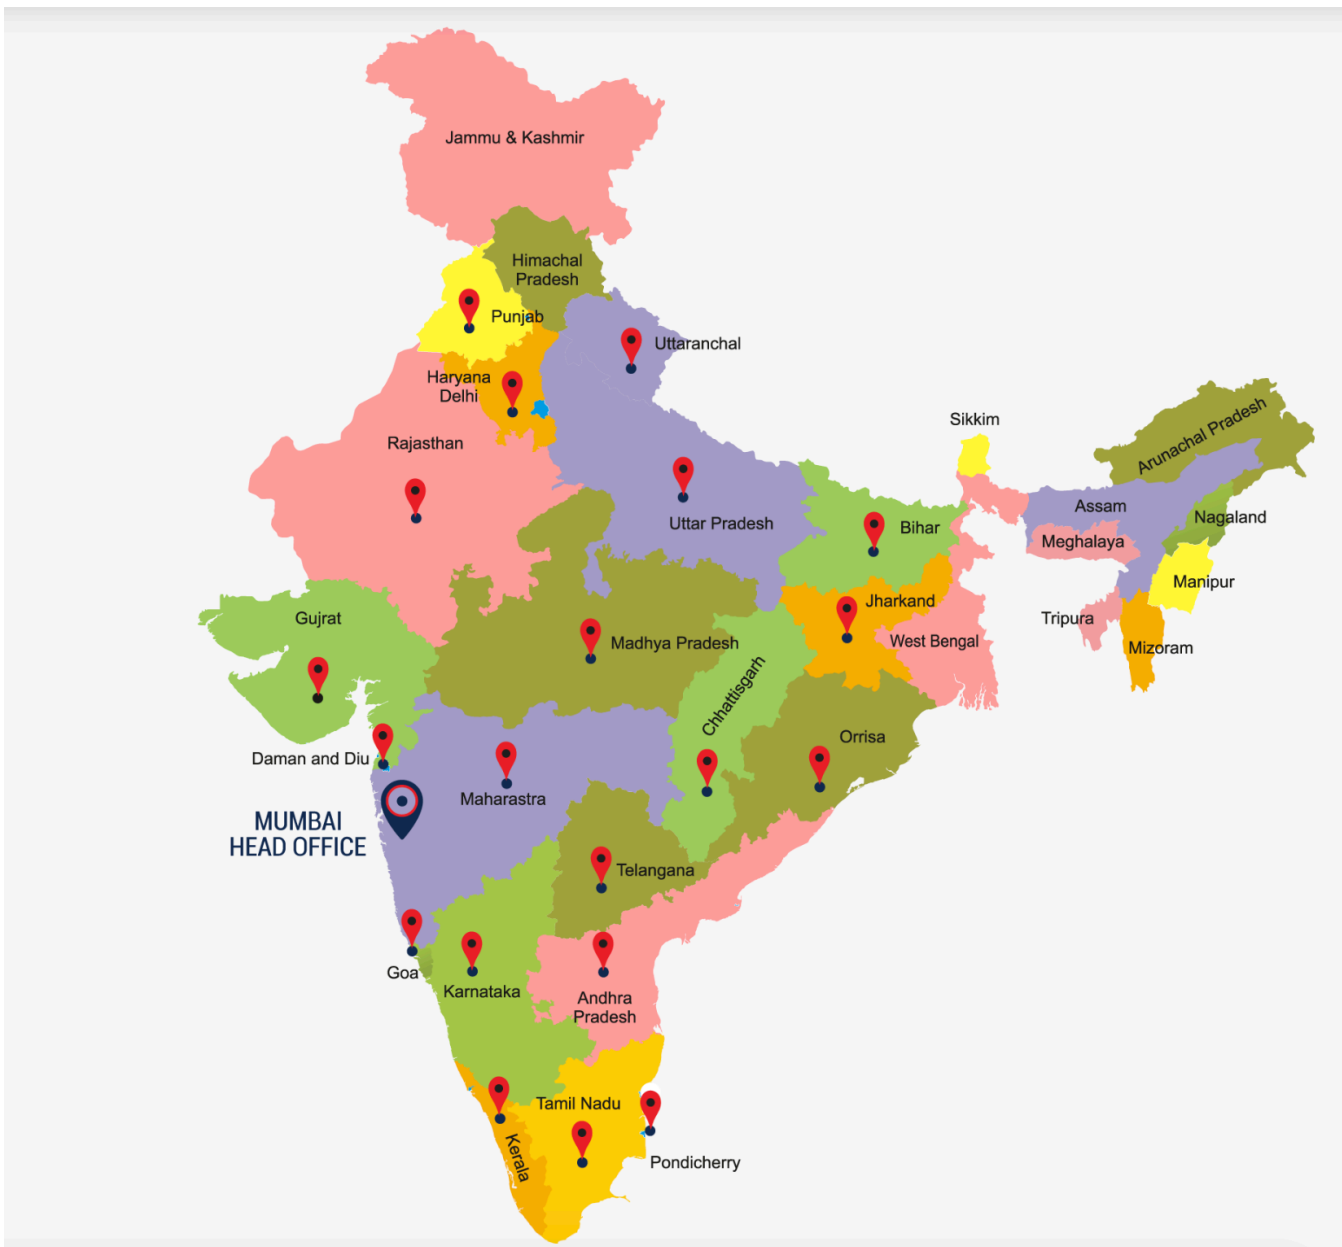 Jammu & Kashmir
Himachal
Pradesh
Punjab
Uttaranchal
Haryana
Delhi
Rajasthan
Sikkim
Arunachal Pradesh
Assam
Nagaland
Uttar Pradesh
Bihar
Meghalaya
Manipur
Jharkand
Gujrat
Tripura
Madhya Pradesh
West Bengal
Mizoram
Chhattisgarh
Orrisa
Daman and Diu
Maharastra
MUMBAI
HEAD OFFICE
Telangana
Goa
Karnataka
Andhra
Pradesh
Tamil Nadu
Kerala
Pondicherry